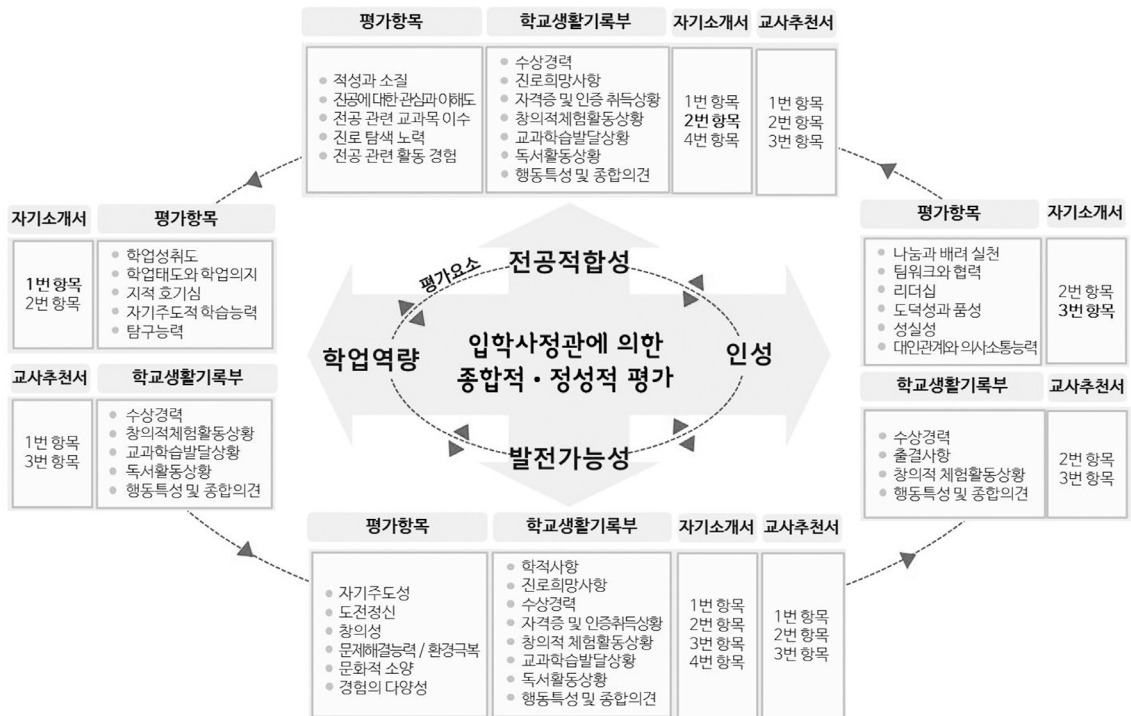 평가항목
학교생활기록부
자기소개서
교사추천서
적성과 소질
전공에 대한 관심과 이해도
전공 관련 교과목 이수
진로 탐색 노력
전공 관련 활동 경험
수상경력
진로희망사항
자격증 및 인증 취득상황
창의적체험활동상황
교과학습발달상황
독서활동상황
행동특성 및 종합의견
1번 항목
2번 항목
4번 항목
1번 항목
2번 항목
3번 항목
자기소개서
평가항목
1번 항목
2번 항목
학업성취도
학업태도와 학업의지
지적 호기심
자기주도적 학습능력
탐구능력
교사추천서
학교생활기록부
1번 항목
3번 항목
수상경력
창의적체험활동상황
교과학습발달상황
독서활동상황
행동특성 및 종합의견
평가요소
전공적합성
학업역량
입학사정관에 의한
종합적·정성적 평가
인성
발전가능성
평가항목
자기소개서
나눔과 배려 실천
팀워크와 협력
리더십
도덕성과 품성
성실성
대인관계와 의사소통능력
2번 항목
3번 항목
학교생활기록부
교사추천서
수상경력
출결사항
창의적 체험활동상황
행동특성 및 종합의견
2번 항목
3번 항목
평가항목
학교생활기록부
자기소개서
교사추천서
자기주도성
도전정신
창의성
문제해결능력 / 환경극복
문화적 소양
경험의 다양성
학적사항
진로희망사항
수상경력
자격증 및 인증취득상황
창의적 체험활동상황
교과학습발달상황
독서활동상황
행동특성 및 종합의견
1번 항목
2번 항목
3번 항목
4번 항목
1번 항목
2번 항목
3번 항목